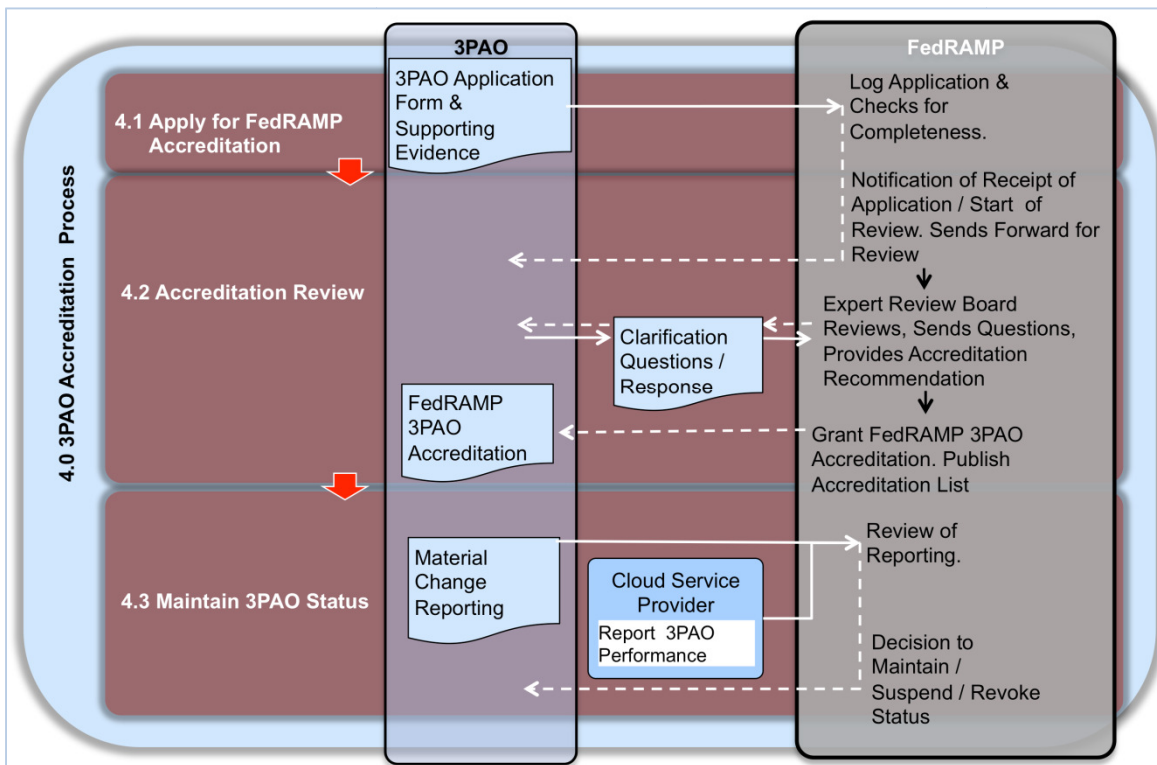 4.0 3PAO Accreditation Process
3PAO
FedRAMP
4.1 Apply for FedRAMP
Accreditation
3PAO Application
Form &
Supporting
Evidence
Log Application &
Checks for
Completeness.
Notification of Receipt of
Application / Start of
Review. Sends Forward for
Review
4.2 Accreditation Review
Clarification
Questions /
Response
Expert Review Board
Reviews, Sends Questions,
Provides Accreditation
Recommendation
FedRAMP
3PAO
Accreditation
Grant FedRAMP 3PAO
Accreditation. Publish
Accreditation List
4.3 Maintain 3PAO Status
Material
Change
Reporting
Cloud Service
Provider
Report 3PAO
Performance
Review of
Reporting.
Decision to
Maintain /
Suspend / Revoke
Status